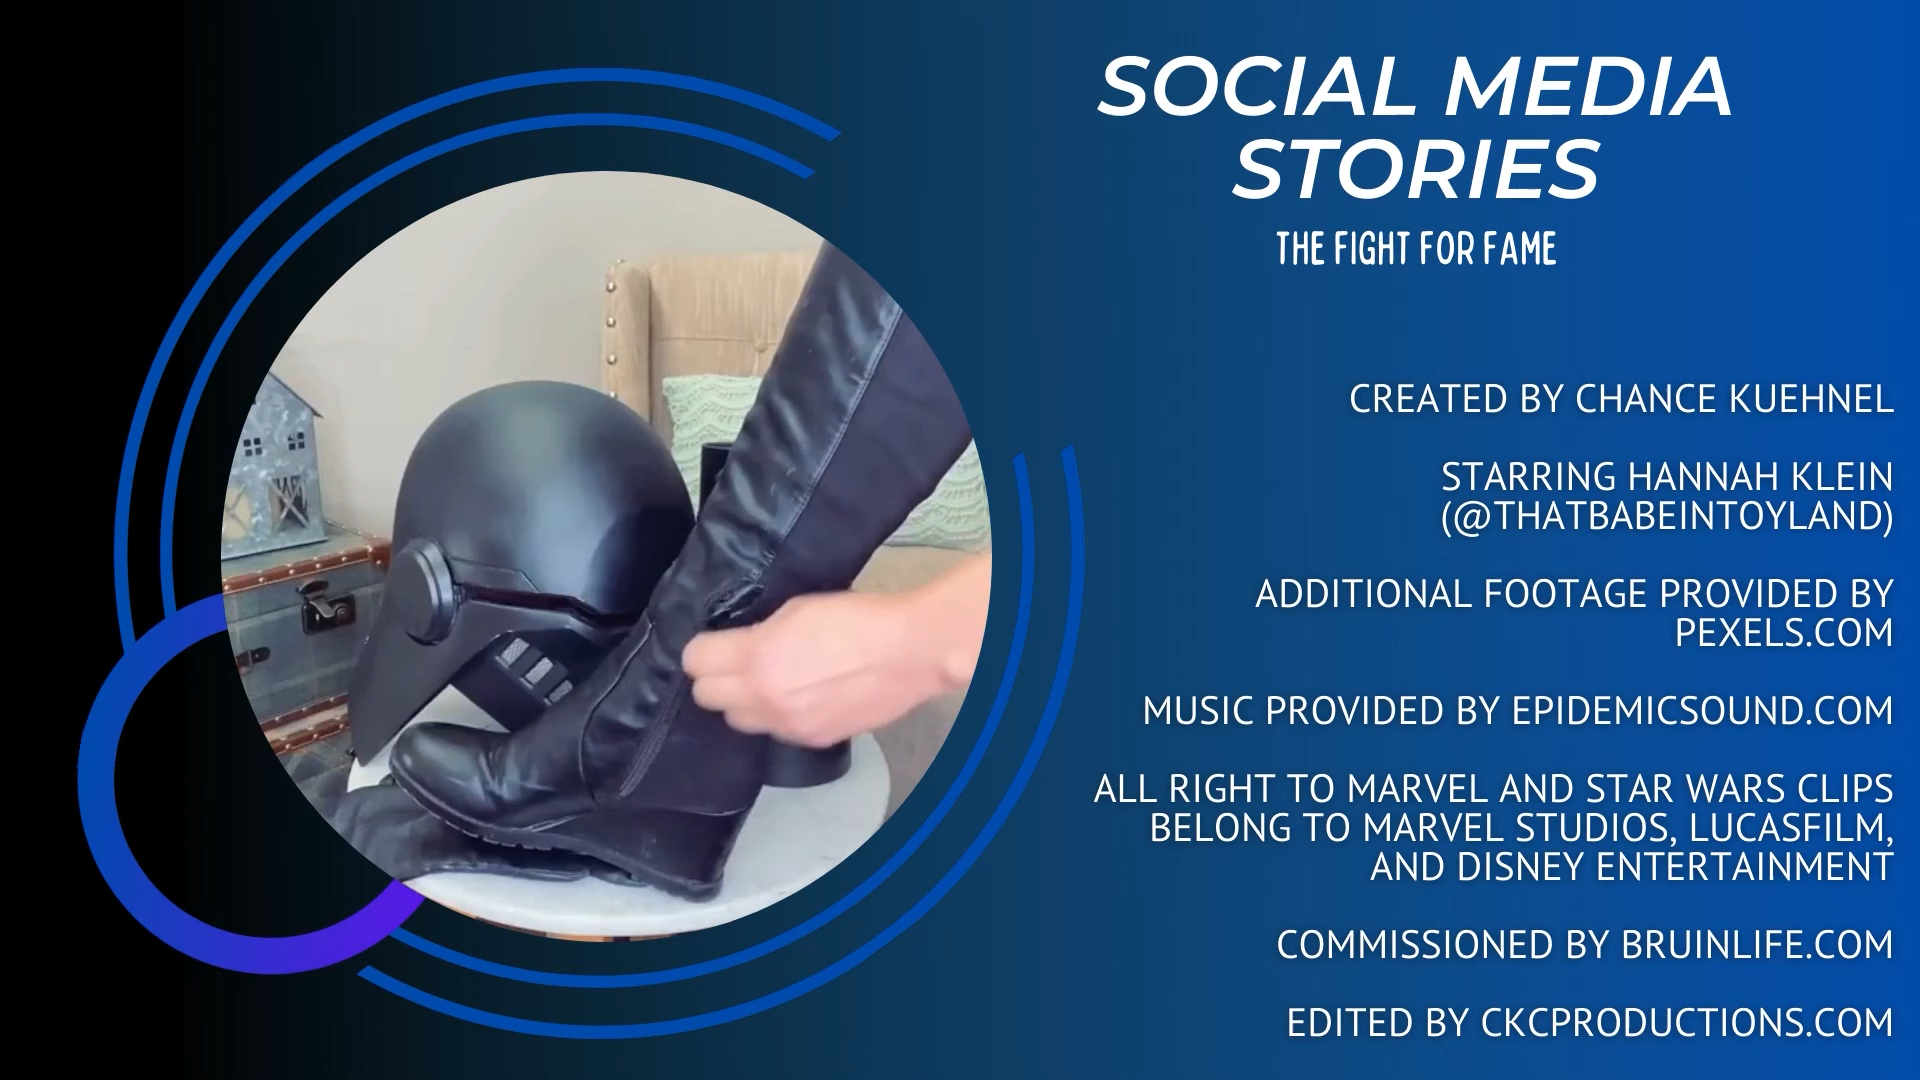 SOCIAL MEDIA
STORIES
THE FIGHT FOR FAME
CREATED BY CHANCE KUEHNEL
STARRING HANNAH KLEIN
(@THATBABEINTOYLAND)
ADDITIONAL FOOTAGE PROVIDED BY
PEXELS.COM
MUSIC PROVIDED BY EPIDEMICSOUND.COM
ALL RIGHT TO MARVEL AND STAR WARS CLIPS
BELONG TO MARVEL STUDIOS, LUCASFILM,
AND DISNEY ENTERTAINMENT
COMMISSIONED BY BRUINLIFE.COM
EDITED BY CKCPRODUCTIONS.COM